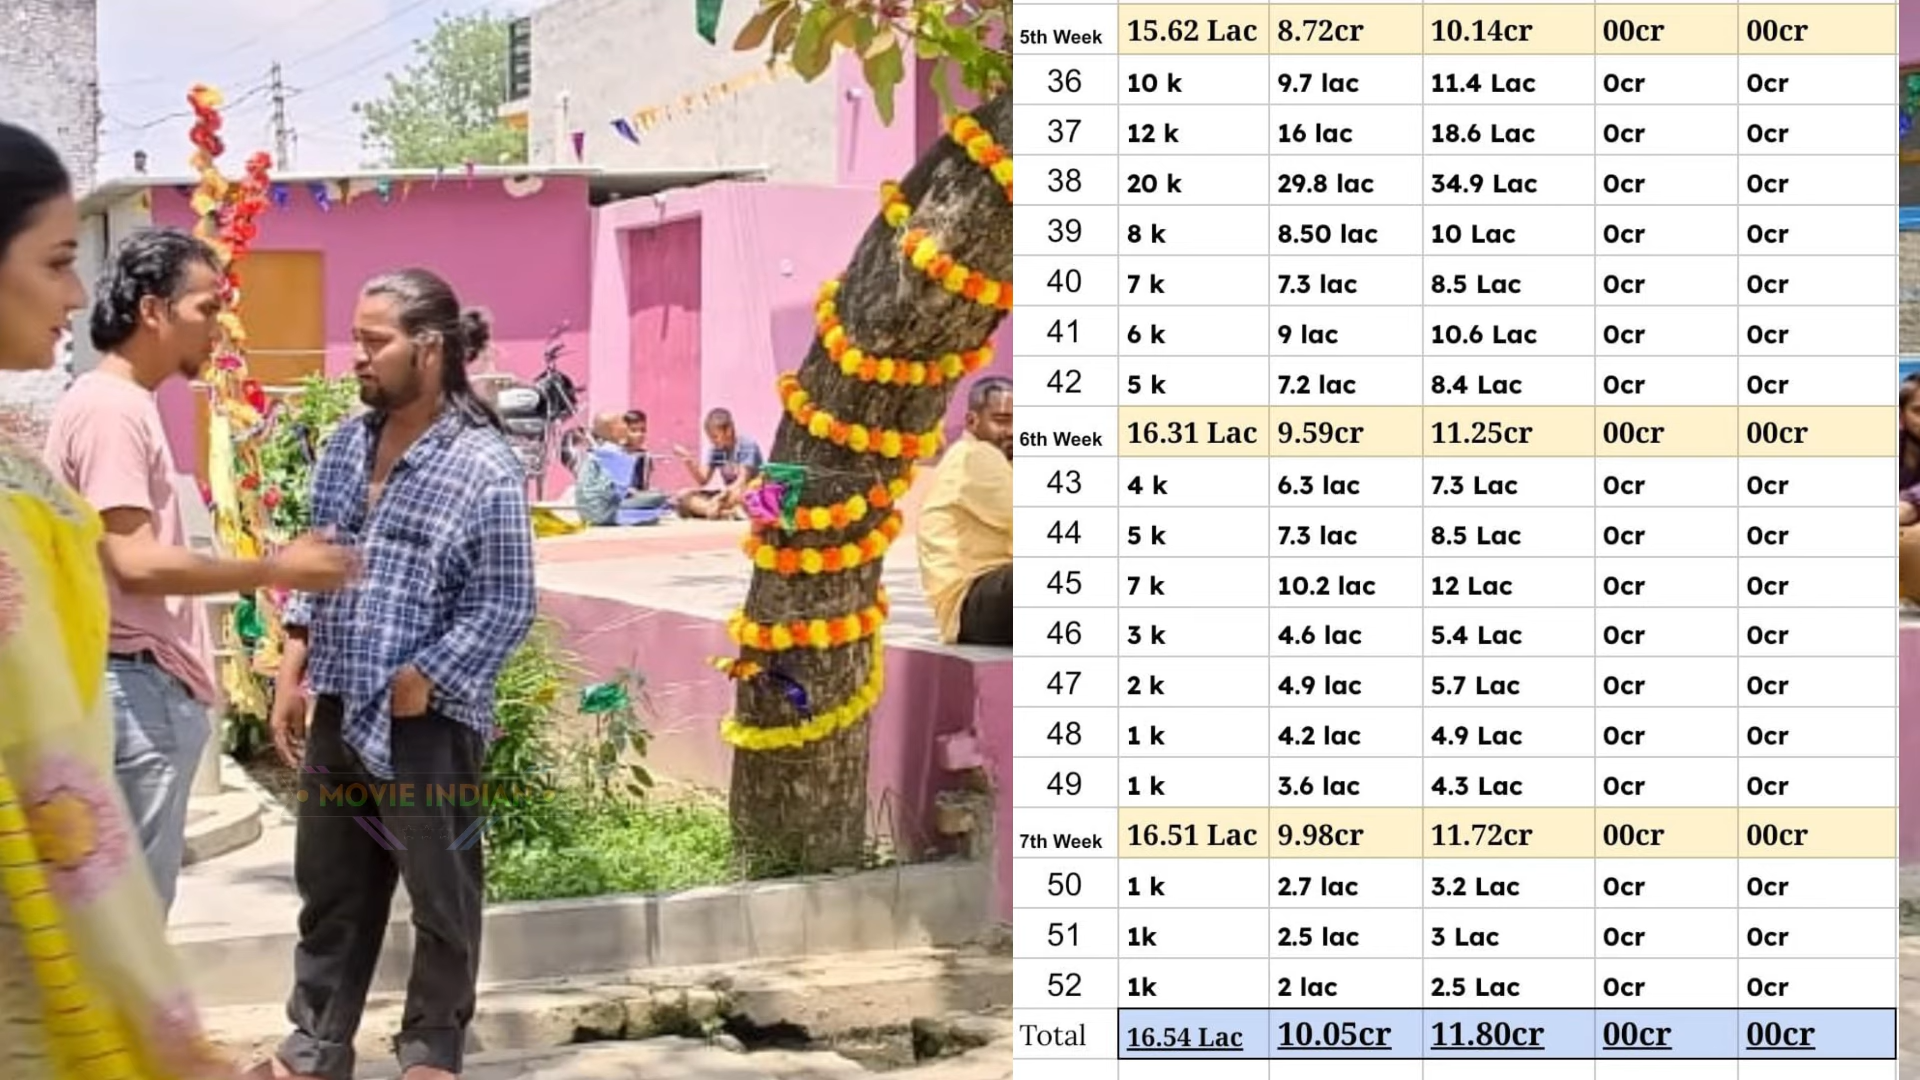 5th Week 15.62 Lac 8.72cr 10.14cr 00cr 00cr
36 10 k 9.7 lac 11.4 Lac 0cr 0cr
37 12 k 16 lac 18.6 Lac 0cr 0cr
38 20 k 29.8 lac 34.9 Lac 0cr 0cr
39 8 k 8.50 lac 10 Lac 0cr 0cr
40 7 k 7.3 lac 8.5 Lac 0cr 0cr
41 6 k 9 lac 10.6 Lac 0cr 0cr
42 5 k 7.2 lac 8.4 Lac 0cr 0cr
6th Week 16.31 Lac 9.59cr 11.25cr 00cr 00cr
43 4 k 6.3 lac 7.3 Lac 0cr 0cr
44 5 k 7.3 lac 8.5 Lac 0cr 0cr
45 7 k 10.2 lac 12 Lac 0cr 0cr
46 3 k 4.6 lac 5.4 Lac 0cr 0cr
47 2 k 4.9 lac 5.7 Lac 0cr 0cr
48 1 k 4.2 lac 4.9 Lac 0cr 0cr
49 1 k 3.6 lac 4.3 Lac 0cr 0cr
7th Week 16.51 Lac 9.98cr 11.72cr 00cr 00cr
50 1 k 2.7 lac 3.2 Lac 0cr 0cr
51 1k 2.5 lac 3 Lac 0cr 0cr
52 1k 2 lac 2.5 Lac 0cr 0cr
Total 16.54 Lac 10.05cr 11.80cr 00cr 00cr
MOVIE INDIAN